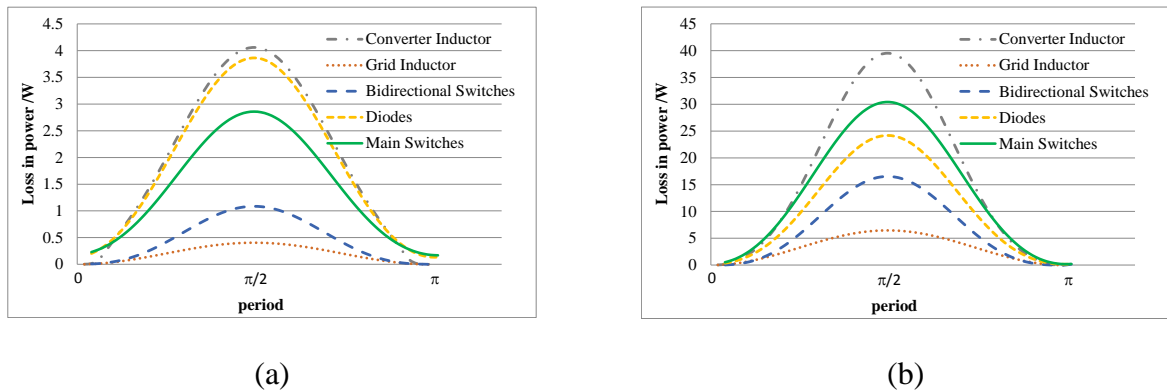 4.5
4
3.5
3
2.5
2
1.5
1
0.5
0
Loss in power /W
Converter Inductor
Grid Inductor
Bidirectional Switches
Diodes
Main Switches
0 π/2 π
period
(a)
45
40
35
30
25
20
15
10
5
0
Loss in power /W
Converter Inductor
Grid Inductor
Bidirectional Switches
Diodes
Main Switches
0 π/2 π
period
(b)